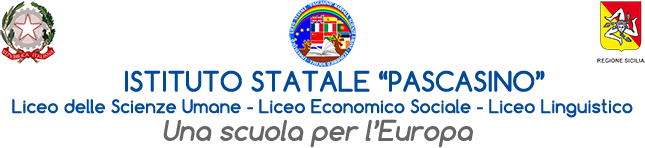 REGIONE SICILIA
ISTITUTO STATALE “PASCASINO”
Liceo delle Scienze Umane - Liceo Economico Sociale - Liceo Linguistico
Una scuola per l'Europa